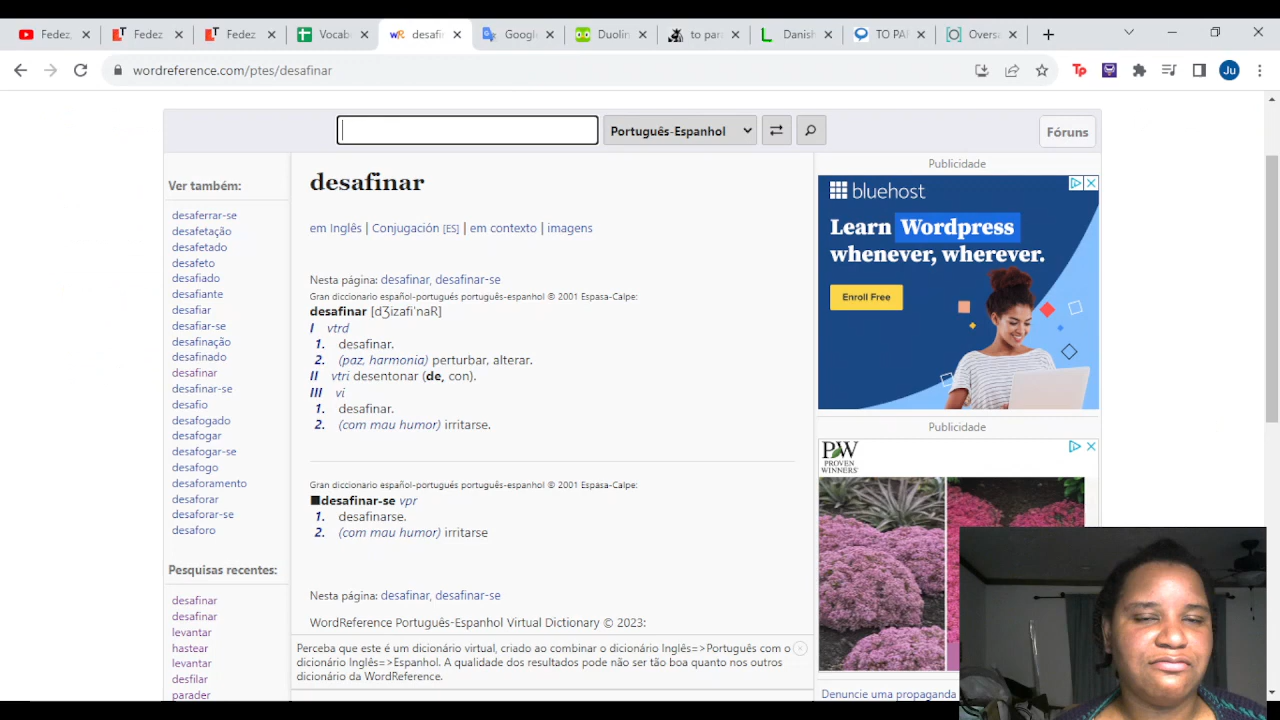 Fedez,
Fedez
Fedez
Vocab
desafin
Google
Duolin
to para
Danish
TO PAI
Oversa
wordreference.com/ptes/desafinar
Tp
Ju
Português-Espanhol
Fóruns
Ver também:
desaferrar-se
desafetação
desafetado
desafeto
desafiado
desafiante
desafiar
desafiar-se
desafinação
desafinado
desafinar
desafinar-se
desafio
desafogado
desafogar
desafogar-se
desafogo
desaforamento
desaforar
desaforar-se
desaforo
Pesquisas recentes:
desafinar
desafinar
levantar
hastear
levantar
desfilar
parader
desafinar
em Inglês | Conjugación [ES] | em contexto | imagens
Nesta página: desafinar, desafinar-se
Gran diccionario español-portugués português-espanhol © 2001 Espasa-Calpe:
desafinar [dʒizafi'naR]
I vtrd
1. desafinar.
2. (paz, harmonia) perturbar, alterar.
II vtri desentonar (de, con).
III vi
1. desafinar.
2. (com mau humor) irritarse.
Gran diccionario español-portugués português-espanhol © 2001 Espasa-Calpe:
■desafinar-se vpr
1. desafinarse.
2. (com mau humor) irritarse
Nesta página: desafinar, desafinar-se
WordReference Português-Espanhol Virtual Dictionary © 2023:
Perceba que este é um dicionário virtual, criado ao combinar o dicionário Inglês=>Português com o
dicionário Inglês=>Espanhol. A qualidade dos resultados pode não ser tão boa quanto nos outros
dicionário da WordReference.
Publicidade
bluehost
Learn Wordpress
whenever, wherever.
Enroll Free
Publicidade
PW
PROVEN
WINNERS
Denuncie uma propaganda